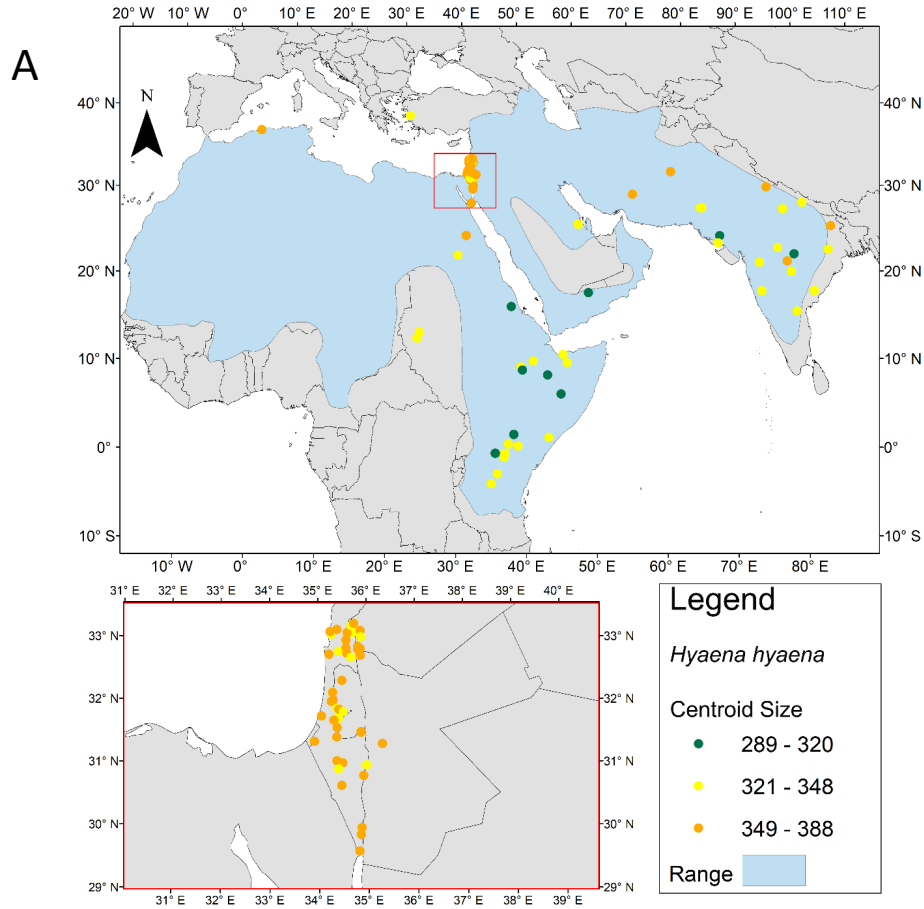 20° W 10° W 0° E 10° E 20° E 30° E 40° E 50° E 60° E 70° E 80° E 90° E 100° E 110° E
A
N
40° N 40° N
30° N 30° N
20° N 20° N
10° N 10° N
0° 0°
10° S 10° S
10° W 0° E 10° E 20° E 30° E 40° E 50° E 60° E 70° E 80° E
31° E 32° E 33° E 34° E 35° E 36° E 37° E 38° E 39° E 40° E
33° N 33° N
32° N 32° N
31° N 31° N
30° N 30° N
29° N 29° N
31° E 32° E 33° E 34° E 35° E 36° E 37° E 38° E 39° E
Legend
Hyaena hyaena
Centroid Size
289 - 320
321 - 348
349 - 388
Range